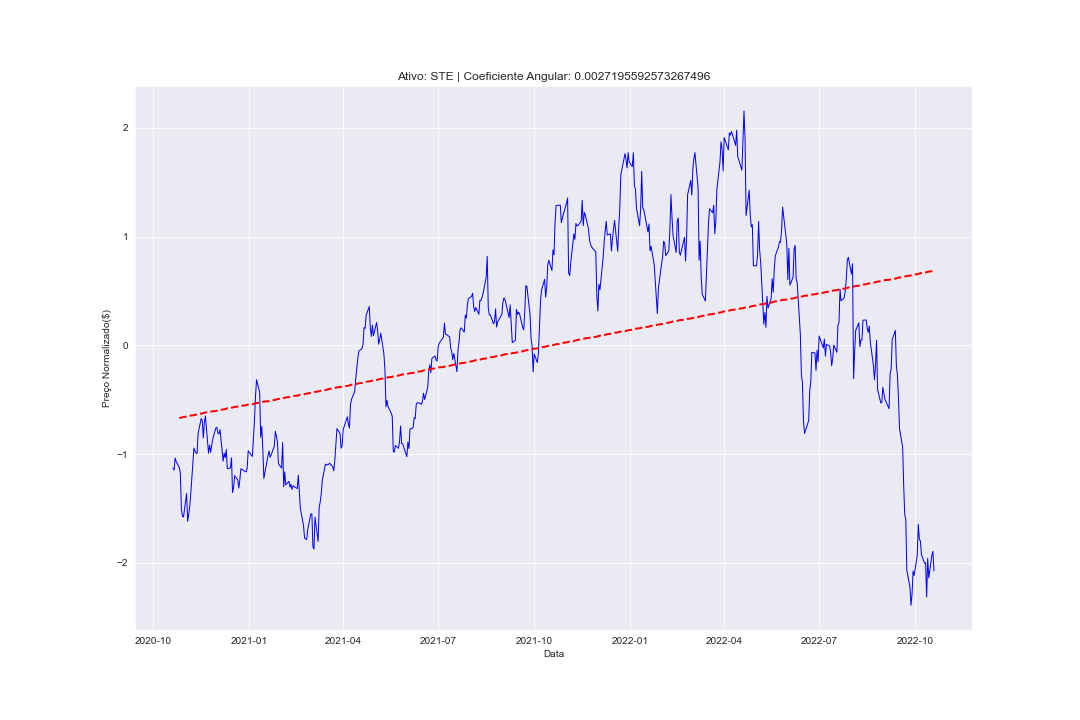 Ativo: STE | Coeficiente Angular: 0.0027195592573267496
Preço Normalizado($)
2
1
0
−1
−2
2020-10 2021-01 2021-04 2021-07 2021-10 2022-01 2022-04 2022-07 2022-10
Data